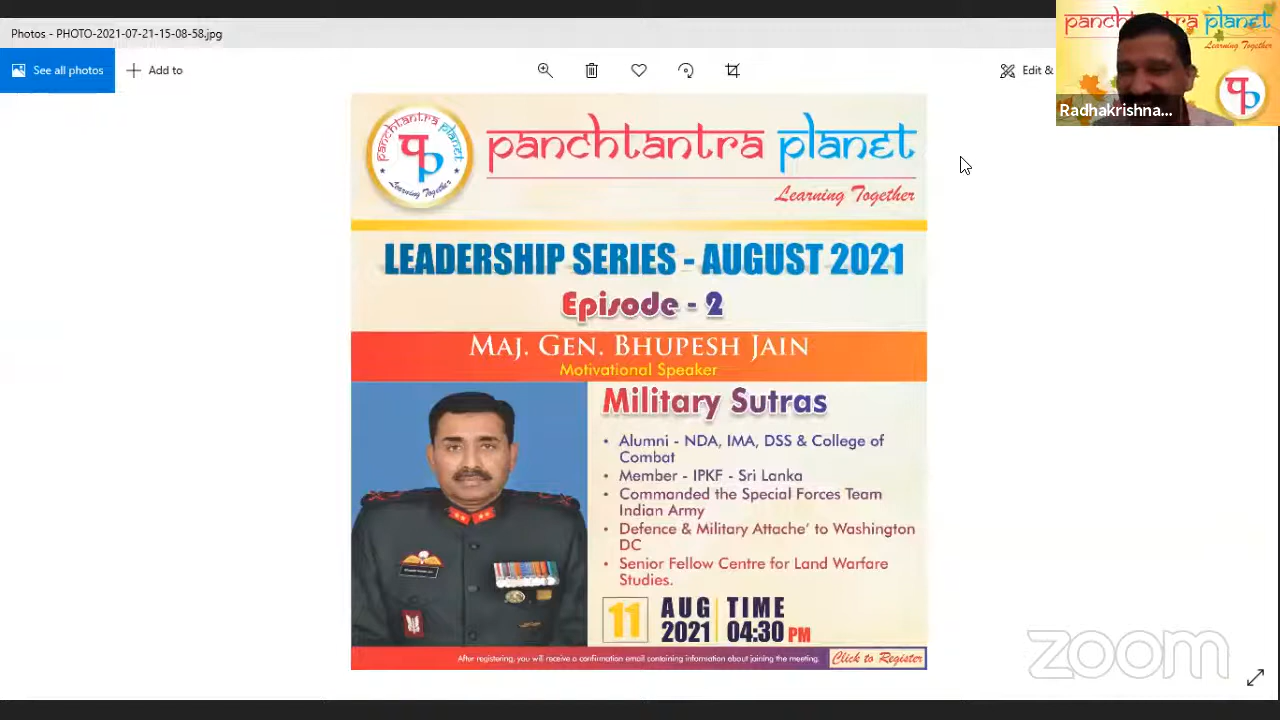 Photos - PHOTO-2021-07-21-15-08-58.jpg
See all photos
Add to
Edit &
panchtantra planet
Learning Together
Radhakrishna...
panchtantra planet
Learning Together
panchtantra planet
Learning Together
LEADERSHIP SERIES - AUGUST 2021
Episode - 2
MAJ. GEN. BHUPESH JAIN
Motivational Speaker
Military Sutras
• Alumni - NDA, IMA, DSS & College of
Combat
• Member - IPKF - Sri Lanka
• Commanded the Special Forces Team
Indian Army
• Defence & Military Attache' to Washington
DC
• Senior Fellow Centre for Land Warfare
Studies.
11 AUG 2021 TIME 04:30 PM
After registering, you will receive a confirmation email containing information about joining the meeting.
Click to Register
zoom